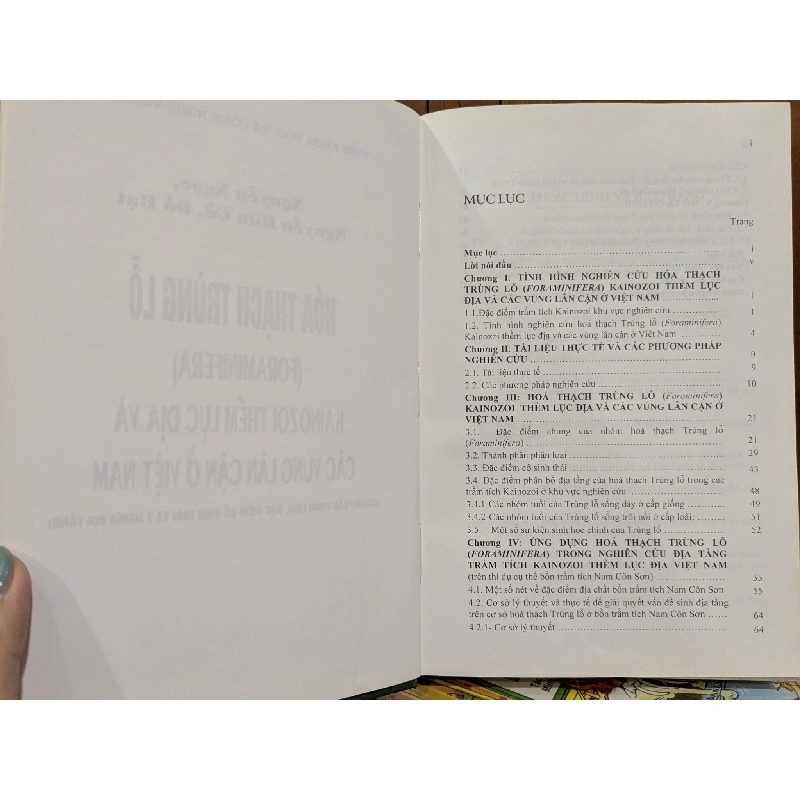 i
MỤC LỤC
Trang
Mục lục ........ i
Lời nói đầu ........ v
Chương I. TÌNH HÌNH NGHIÊN CỨU HÓA THẠCH
TRÙNG LỖ (FORAMINIFERA) KAINOZOI THỀM LỤC
ĐỊA VÀ CÁC VÙNG LÂN CẬN Ở VIỆT NAM ........ 1
1.1.Đặc điểm trầm tích Kainozoi khu vực nghiên cứu ........ 1
1.2. Tình hình nghiên cứu hoá thạch Trùng lỗ (Foraminifera)
Kainozoi thềm lục địa và các vùng lân cận ở Việt Nam ........ 4
Chương II. TÀI LIỆU THỰC TẾ VÀ CÁC PHƯƠNG PHÁP
NGHIÊN CỨU ........ 9
2.1. Tài liệu thực tế ........ 9
2.2. Các phương pháp nghiên cứu ........ 10
Chương III: HOÁ THẠCH TRÙNG LỖ (Foraminifera)
KAINOZOI THỀM LỤC ĐỊA VÀ CÁC VÙNG LÂN CẬN Ở
VIỆT NAM ........ 21
3.1. Đặc điểm chung của nhóm hoá thạch Trùng lỗ
(Foraminifera) ........ 21
3.2. Thành phần phân loại ........ 29
3.3. Đặc điểm cổ sinh thái ........ 43
3.4. Đặc điểm phân bố địa tầng của hoá thạch Trùng lỗ trong các
trầm tích Kainozoi ở khu vực nghiên cứu ........ 48
3.4.1-Các nhóm tuổi của Trùng lỗ sống đáy ở cấp giống ........ 49
3.4.2-Các nhóm tuổi của Trùng lỗ sống trôi nổi ở cấp loài ........ 51
3.5. Một số sự kiện sinh học chính của Trùng lỗ ........ 52
Chương IV: ỨNG DỤNG HOÁ THẠCH TRÙNG LỖ
(FORAMINIFERA) TRONG NGHIÊN CỨU ĐỊA TẦNG
TRẦM TÍCH KAINOZOI THỀM LỤC ĐỊA VIỆT NAM
(trên thí dụ cụ thể bồn trầm tích Nam Côn Sơn) ........ 55
4.1. Một số nét về đặc điểm địa chất bồn trầm tích Nam Côn Sơn 55
4.2. Cơ sở lý thuyết và thực tế để giải quyết vấn đề sinh địa tầng
trên cơ sở hoá thạch Trùng lỗ ở bồn trầm tích Nam Côn Sơn ...... 64
4.2.1- Cơ sở lý thuyết ........ 64